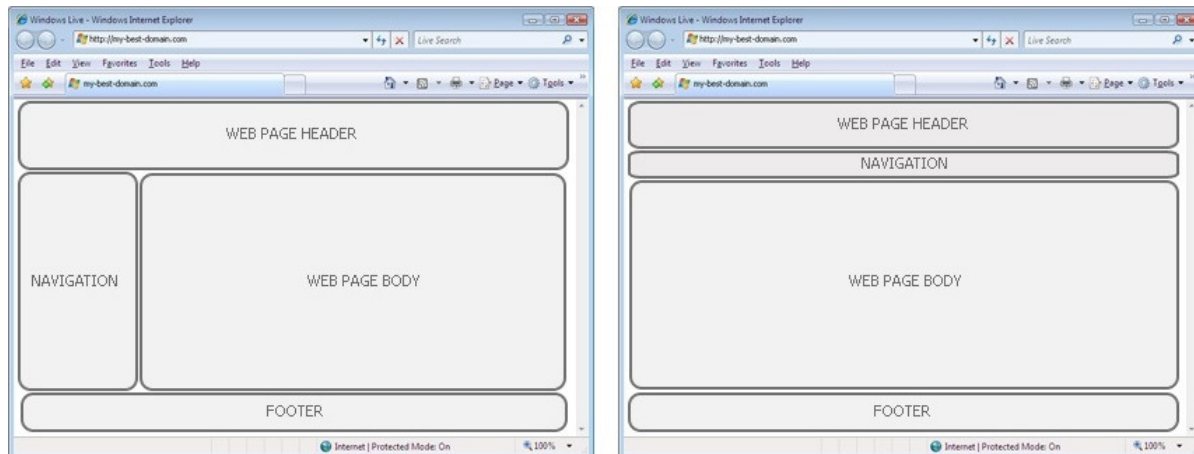 Windows Live - Windows Internet Explorer
http://my-best-domain.com
Live Search
File Edit View Favorites Tools Help
my-best-domain.com
Page Tools
WEB PAGE HEADER
NAVIGATION
WEB PAGE BODY
FOOTER
Internet | Protected Mode: On
100%
Windows Live - Windows Internet Explorer
http://my-best-domain.com
Live Search
File Edit View Favorites Tools Help
my-best-domain.com
Page Tools
WEB PAGE HEADER
NAVIGATION
WEB PAGE BODY
FOOTER
Internet | Protected Mode: On
100%